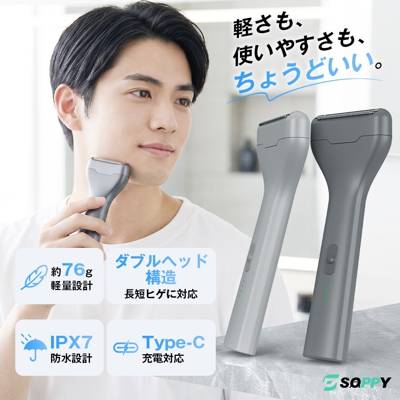 軽さも、
使いやすさも、
ちょうどいい。
約76g
軽量設計
ダブルヘッド
構造
長短ヒゲに対応
IPX7
防水設計
Type-C
充電対応
SQPPY